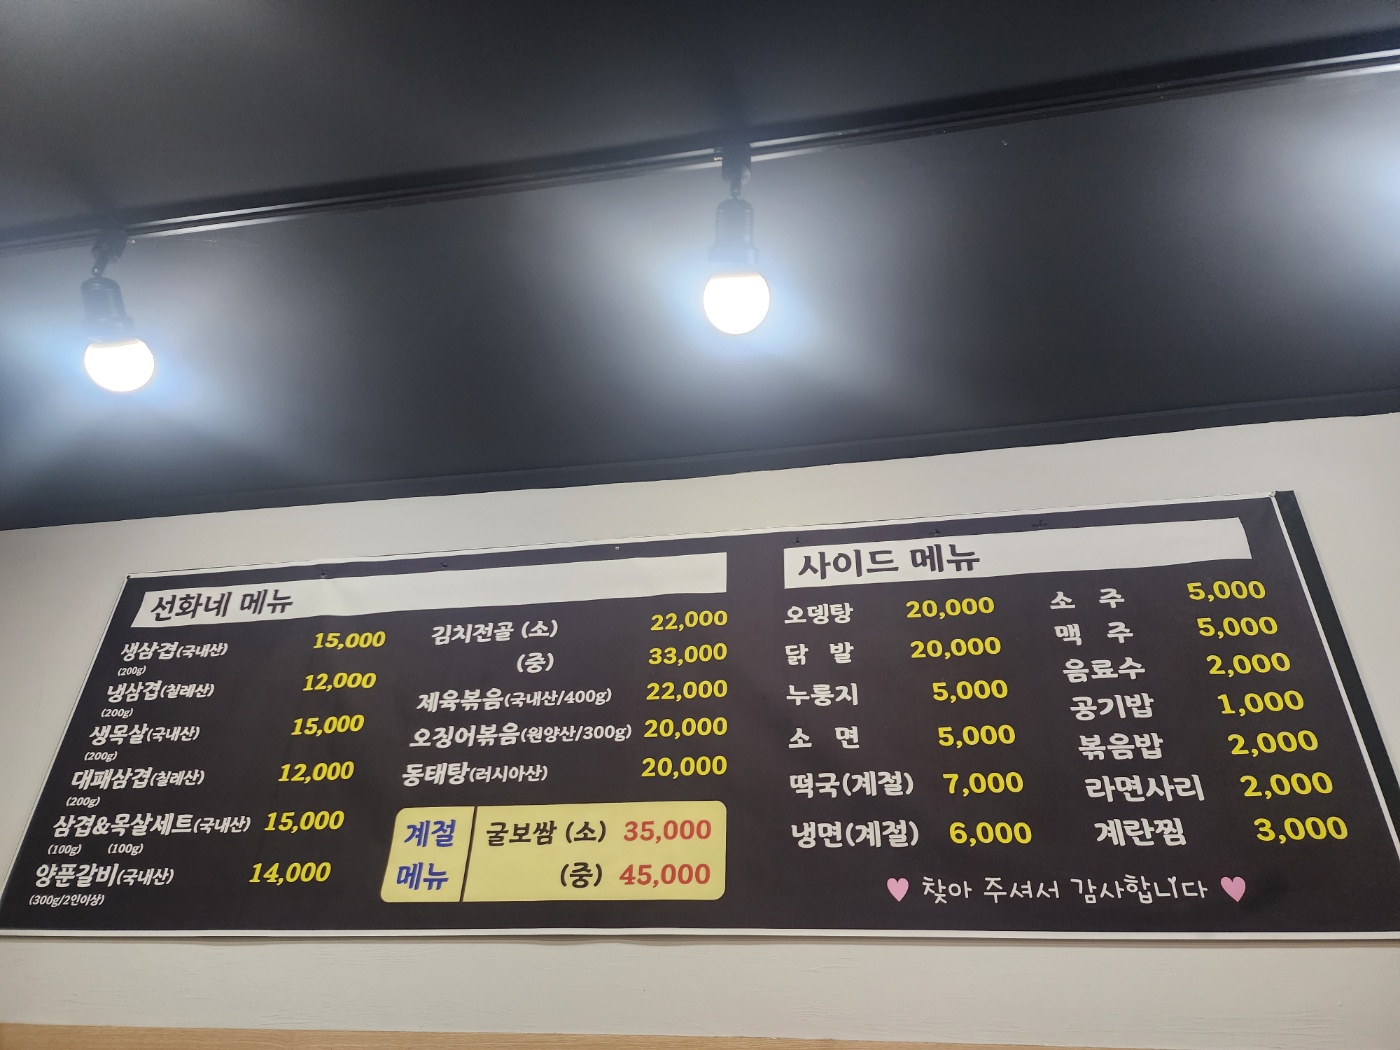 선화네 메뉴
생삼겹(국내산) 15,000
(200g)
냉삼겹(칠레산) 12,000
(200g)
생목살(국내산) 15,000
(200g)
대패삼겹(칠레산) 12,000
(200g)
삼겹&목살세트(국내산) 15,000
(100g) (100g)
양푼갈비(국내산) 14,000
(300g/2인이상)
김치전골 (소) 22,000
(중) 33,000
제육볶음(국내산/400g) 22,000
오징어볶음(원양산/300g) 20,000
동태탕(러시아산) 20,000
계절 메뉴
굴보쌈 (소) 35,000
(중) 45,000
사이드 메뉴
오뎅탕 20,000
닭 발 20,000
누룽지 5,000
소 면 5,000
떡국(계절) 7,000
냉면(계절) 6,000
소 주 5,000
맥 주 5,000
음료수 2,000
공기밥 1,000
볶음밥 2,000
라면사리 2,000
계란찜 3,000
♥ 찾아 주셔서 감사합니다 ♥